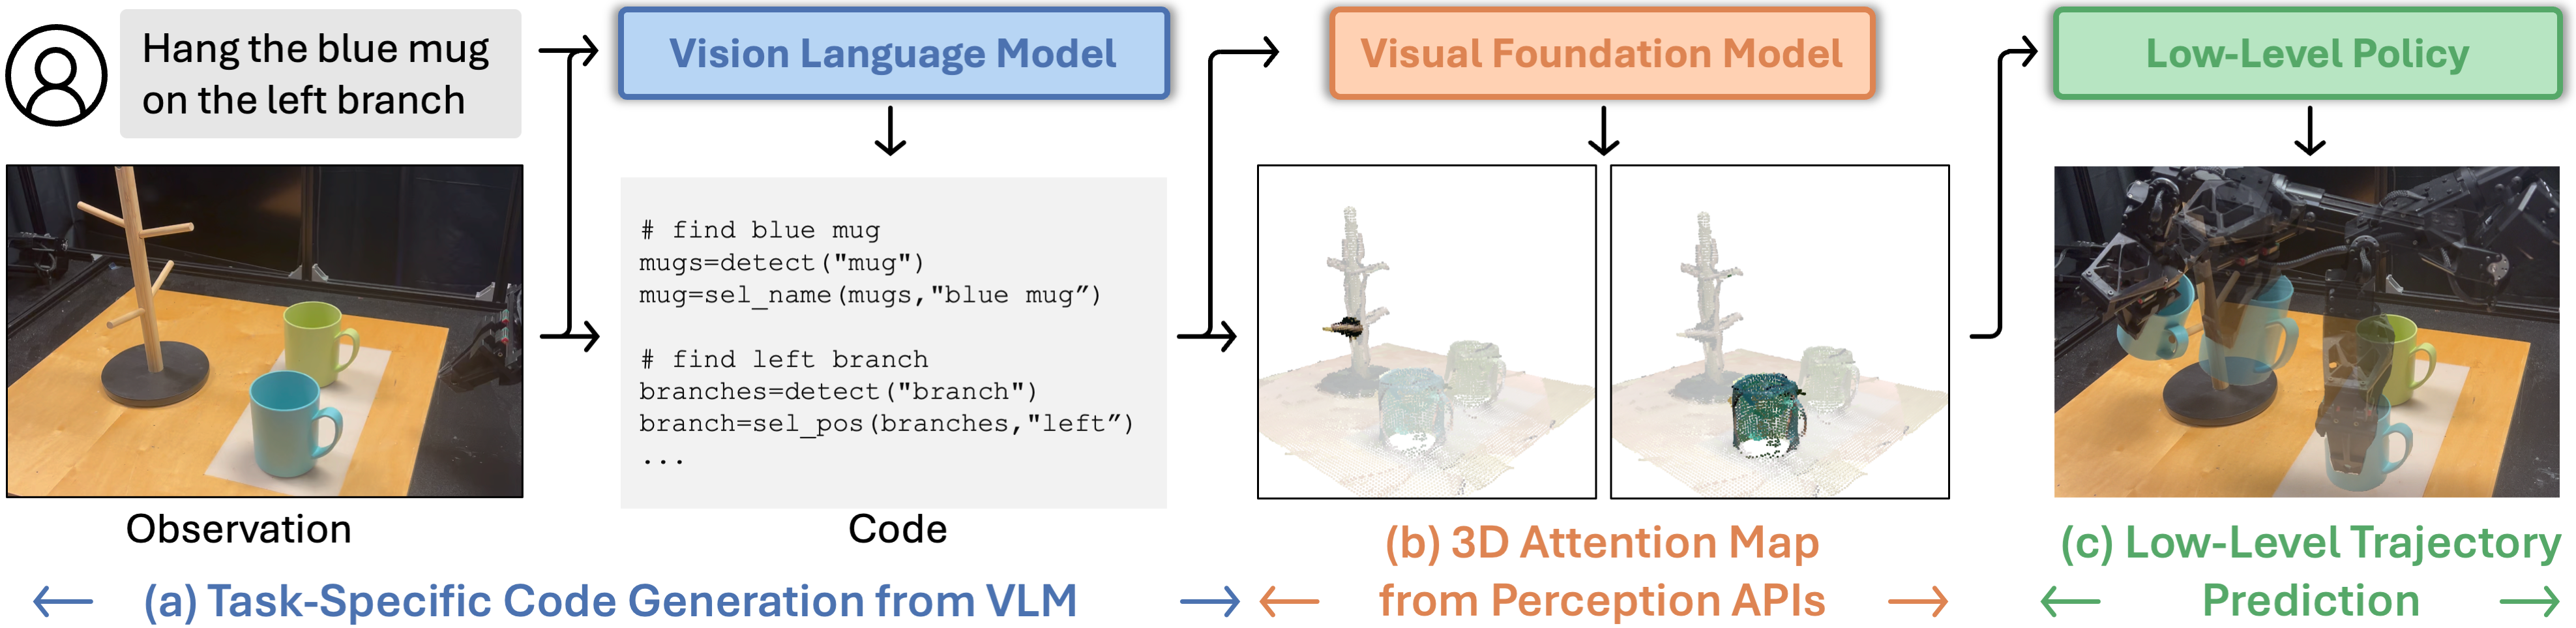 Hang the blue mug
on the left branch
Vision Language Model
Visual Foundation Model
Low-Level Policy
# find blue mug
mugs=detect("mug")
mug=sel_name(mugs,"blue mug”)
# find left branch
branches=detect("branch")
branch=sel_pos(branches,"left”)
...
Observation
Code
(a) Task-Specific Code Generation from VLM
(b) 3D Attention Map
from Perception APIs
(c) Low-Level Trajectory
Prediction